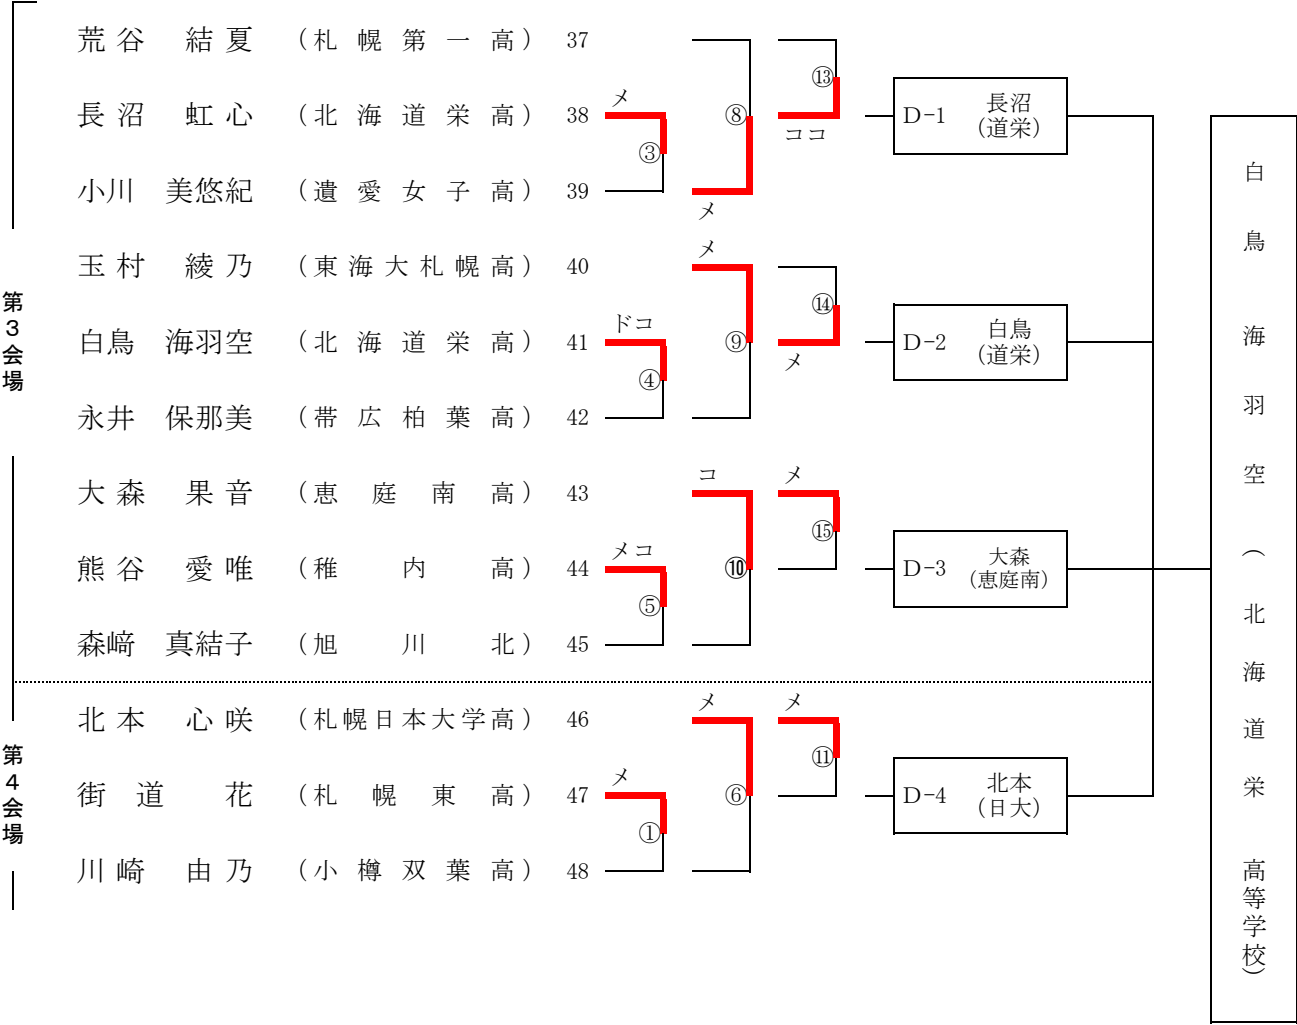 荒谷 結夏 （札幌第一高） 37
⑬
メ
長沼 虹心 （北海道栄高） 38
⑧
ココ
D-1 長沼
（道栄）
③
小川 美悠紀 （遺愛女子高） 39
メ
メ
玉村 綾乃 （東海大札幌高） 40
⑭
ドコ
白鳥 海羽空 （北海道栄高） 41
⑨
メ
D-2 白鳥
（道栄）
④
永井 保那美 （帯広柏葉高） 42
第3会場
コ
メ
大森 果音 （恵庭南高） 43
⑮
メコ
熊谷 愛唯 （稚内高） 44
⑩
D-3 大森
（恵庭南）
⑤
森﨑 真結子 （旭川北） 45
メ
メ
北本 心咲 （札幌日本大学高） 46
⑪
メ
街道 花 （札幌東高） 47
⑥
D-4 北本
（日大）
①
川崎 由乃 （小樽双葉高） 48
第4会場
白鳥 海羽空（北海道栄 高等学校）